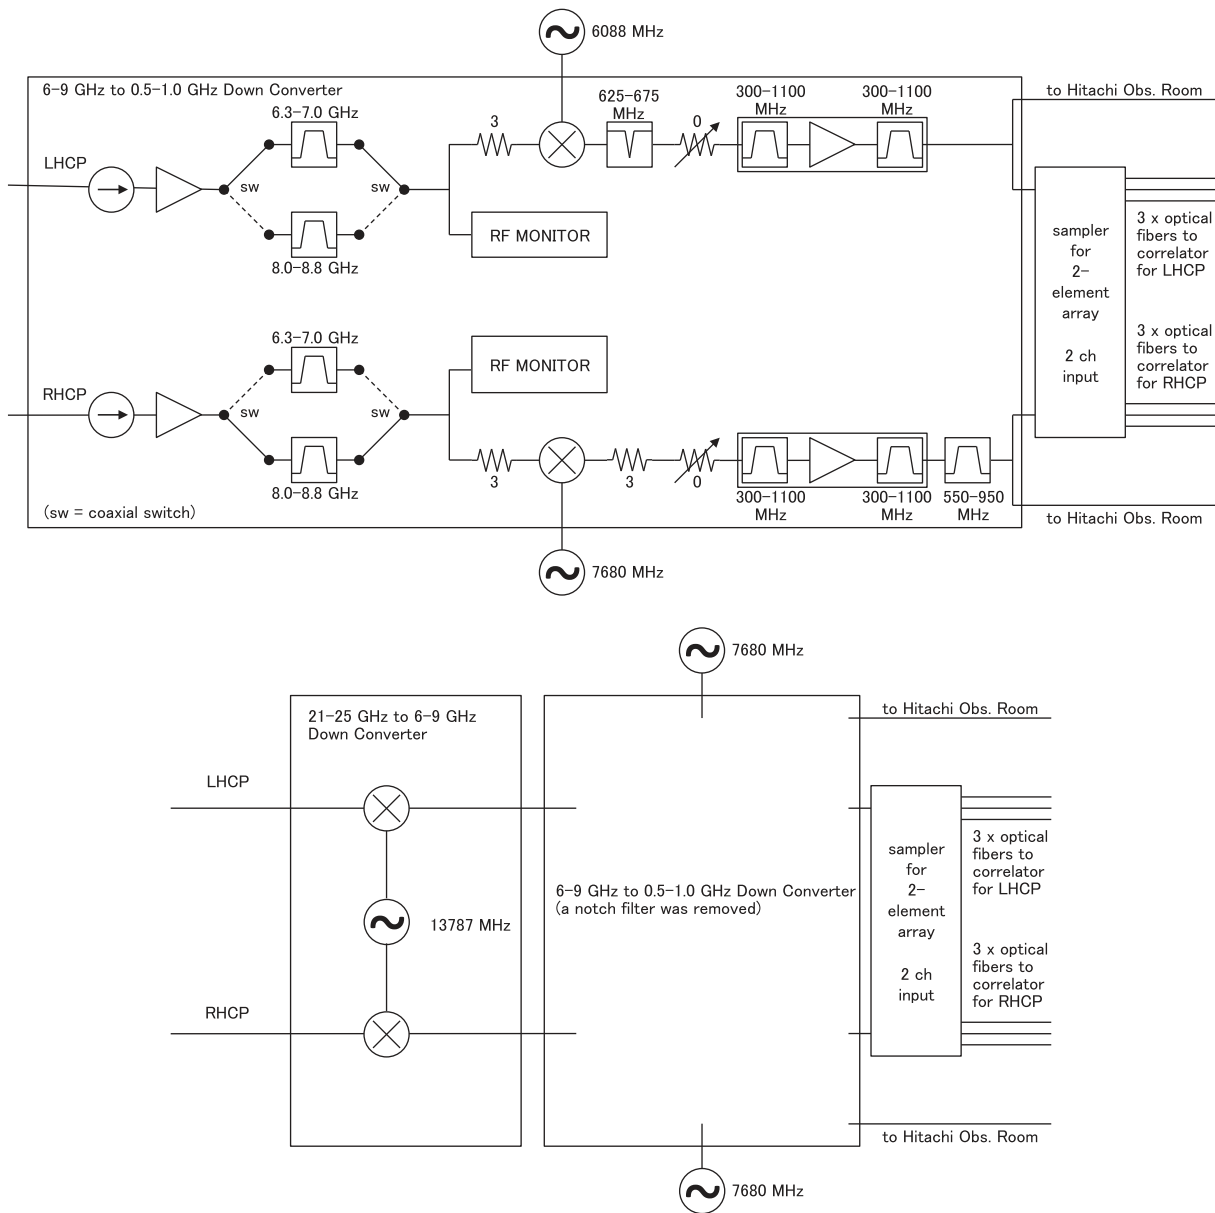 6088 MHz
6-9 GHz to 0.5-1.0 GHz Down Converter
to Hitachi Obs. Room
6.3-7.0 GHz
625-675
MHz
300-1100
MHz
300-1100
MHz
3
0
LHCP
sw
sw
RF MONITOR
8.0-8.8 GHz
sampler
for
2-
element
array
2 ch
input
3 x optical
fibers to
correlator
for LHCP
3 x optical
fibers to
correlator
for RHCP
6.3-7.0 GHz
RF MONITOR
RHCP
sw
sw
8.0-8.8 GHz
3
3
0
300-1100
MHz
300-1100
MHz
550-950
MHz
(sw = coaxial switch)
to Hitachi Obs. Room
7680 MHz
7680 MHz
21-25 GHz to 6-9 GHz
Down Converter
to Hitachi Obs. Room
LHCP
13787 MHz
RHCP
6-9 GHz to 0.5-1.0 GHz Down Converter
(a notch filter was removed)
sampler
for
2-
element
array
2 ch
input
3 x optical
fibers to
correlator
for LHCP
3 x optical
fibers to
correlator
for RHCP
to Hitachi Obs. Room
7680 MHz